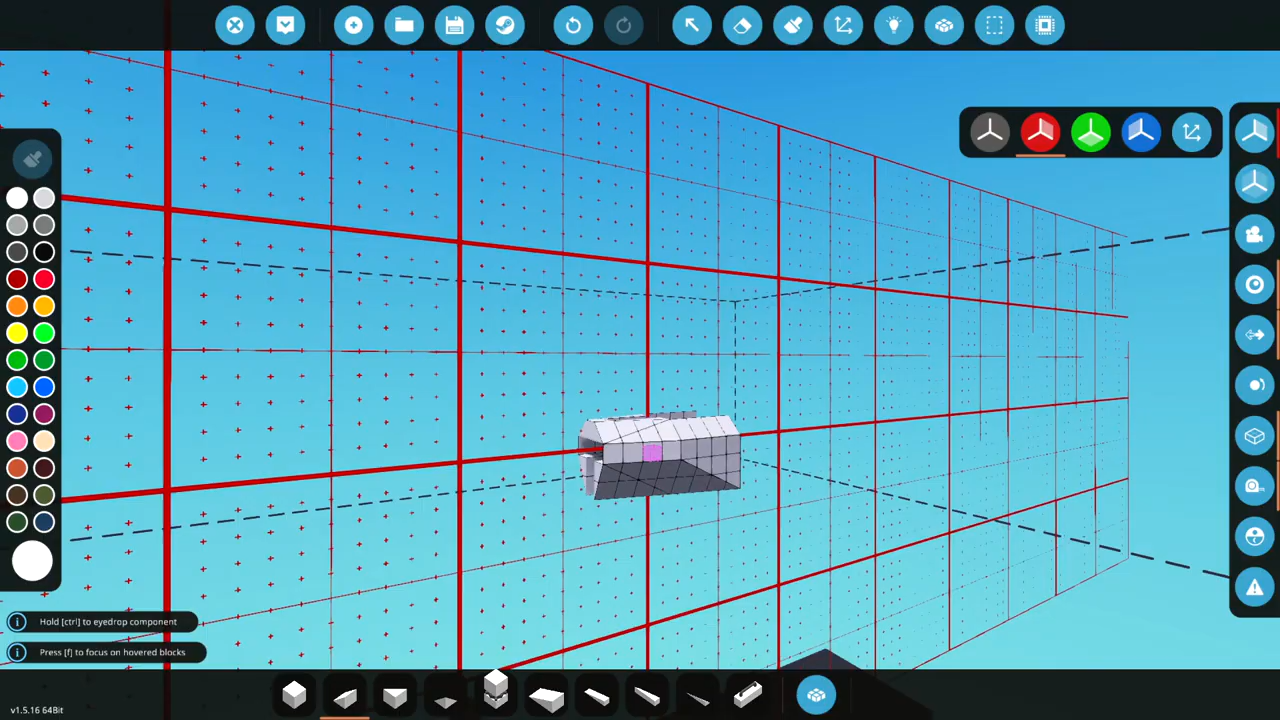 Hold [ctrl] to eyedrop component
Press [f] to focus on hovered blocks
v1.5.16 64Bit